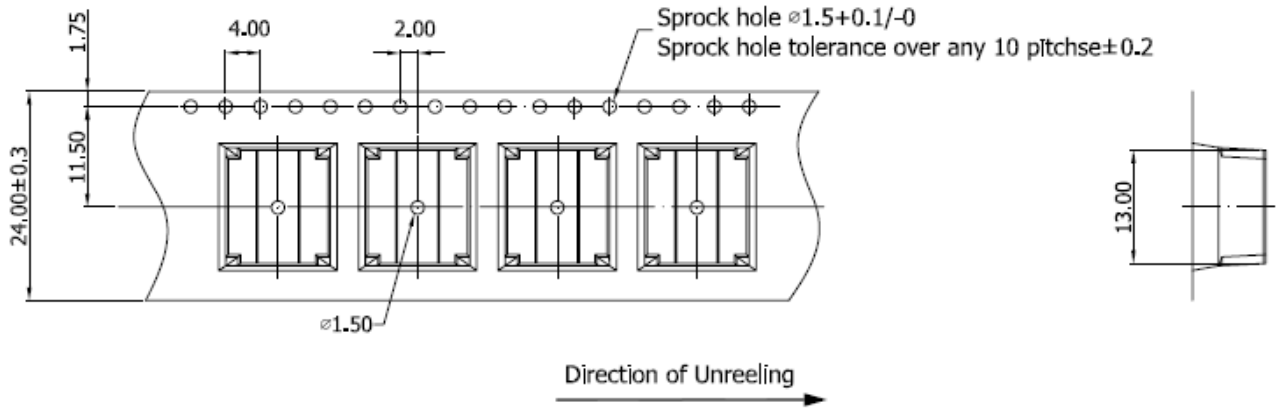 Sprock hole ⌀1.5+0.1/-0
Sprock hole tolerance over any 10 pitchse±0.2
1.75
4.00
2.00
24.00±0.3
11.50
13.00
⌀1.50
Direction of Unreeling